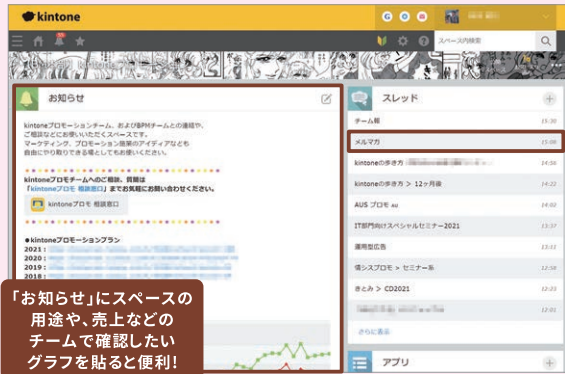 kintone
スペース内検索
お知らせ
kintoneプロモーションチーム、およびBPMチームとの連絡や、
ご相談などにお使いいただくスペースです。
マーケティング、プロモーション施策のアイディアなども
自由にやり取りできる場としてもお使いください。
kintoneプロモチームへのご相談、質問は
「kintoneプロモ 相談窓口」までお気軽にお問い合わせください。
kintoneプロモ 相談窓口
●kintoneプロモーションプラン
2021：
2020：
2019：
2018：
「お知らせ」にスペースの
用途や、売上などの
チームで確認したい
グラフを貼ると便利！
スレッド
チーム報 15:30
メルマガ 15:08
kintoneの歩き方 14:56
kintoneの歩き方 > 12ヶ月後 14:22
AUS プロモ au 14:02
IT部門向けスペシャルセミナー2021 13:37
運用型広告 13:11
情シスプロモ > セミナー系 12:58
きとみ > CD2021 12:23
12:01
さらに表示
アプリ